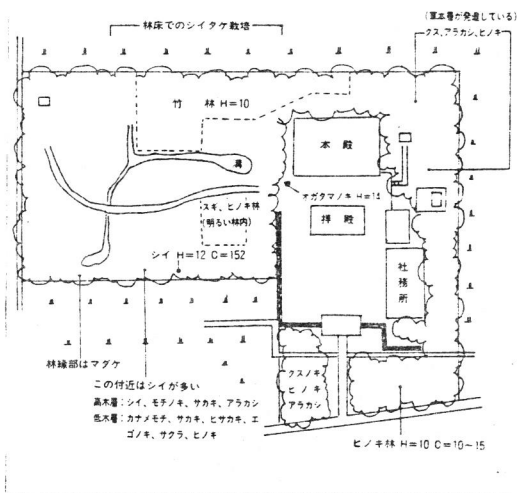 (草本層が発達している)
クス、アラカシ、ヒノキ
林床でのシイタケ栽培
竹 林 H=10
本 殿
オガタマノキ H=14
拝 殿
スギ、ヒノキ林
(明るい林内)
シイ H=12 C=152
社務所
林縁部はマダケ
この付近はシイが多い
高木層：シイ、モチノキ、サカキ、アラカシ
低木層：カナメモチ、サカキ、ヒサカキ、エ
ゴノキ、サクラ、ヒノキ
クスノキ
ヒノキ
アラカシ
ヒノキ林 H=10 C=10~15